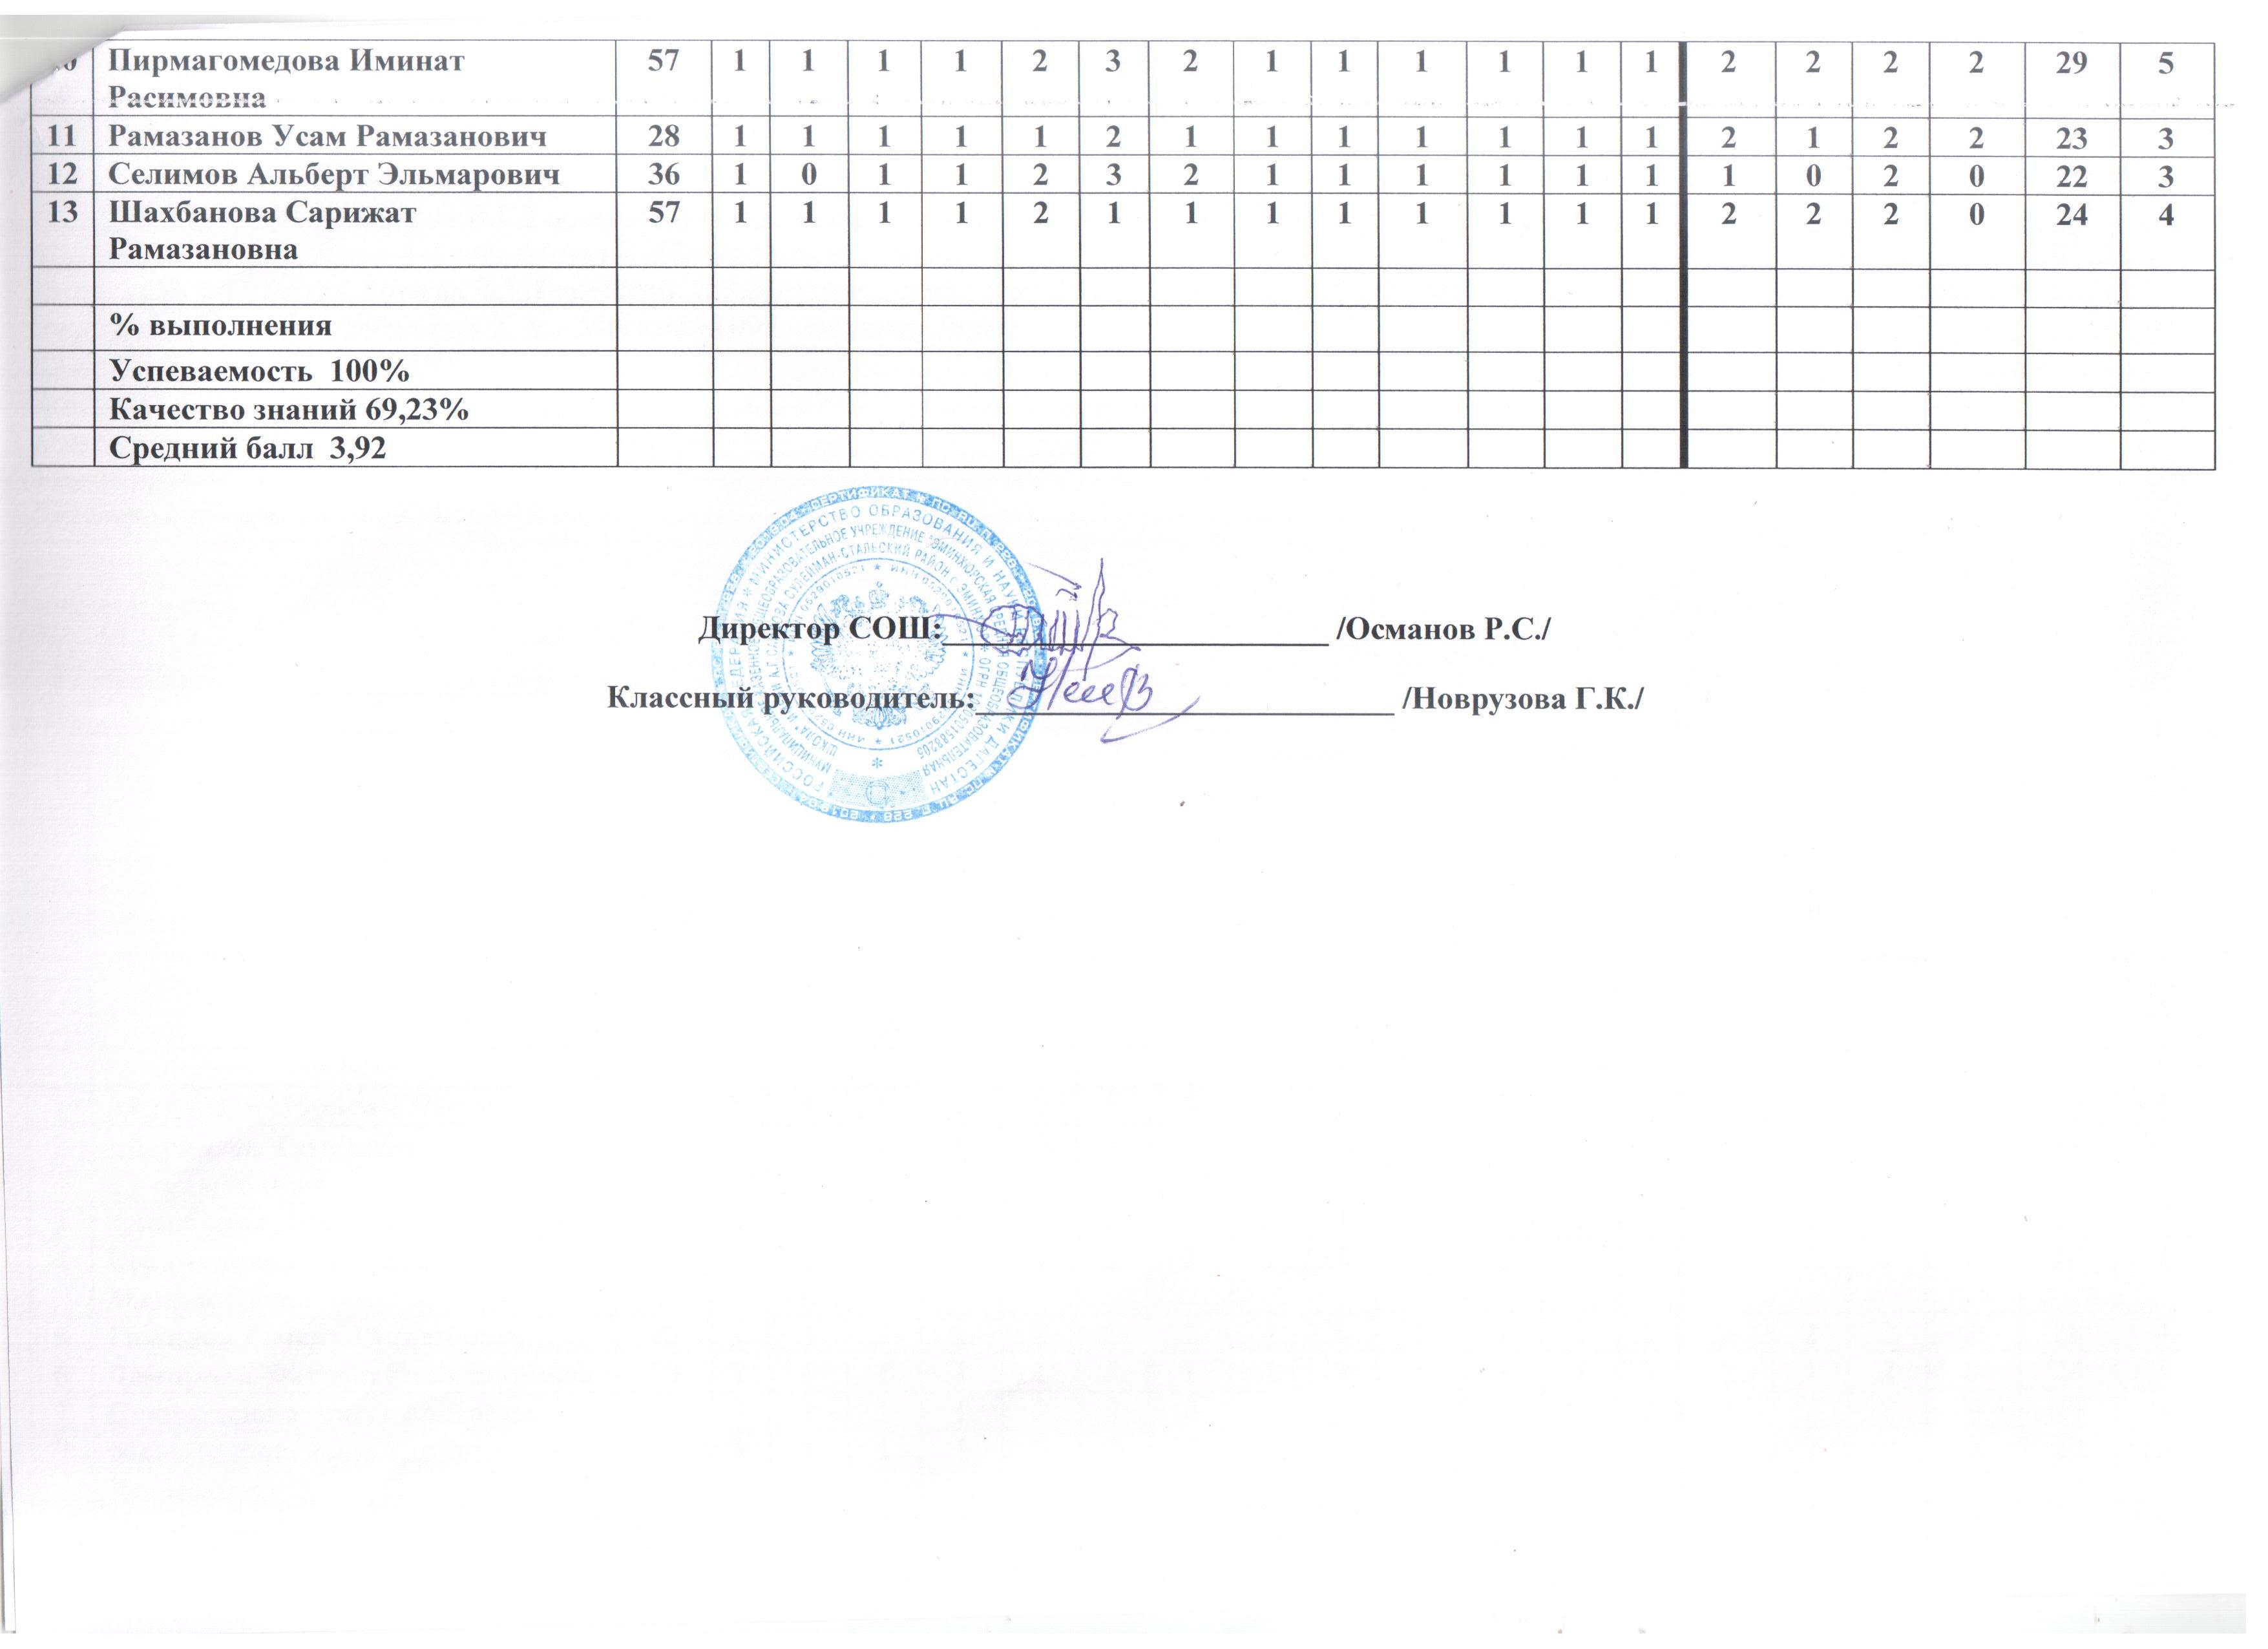 Пирмагомедова Иминат 57 1 1 1 1 2 3 2 1 1 1 1 1 1 2 2 2 2 29 5
Расимовна
11 Рамазанов Усам Рамазанович 28 1 1 1 1 1 2 1 1 1 1 1 1 1 2 1 2 2 23 3
12 Селимов Альберт Эльмарович 36 1 0 1 1 2 3 2 1 1 1 1 1 1 1 0 2 0 22 3
13 Шахбанова Сарижат 57 1 1 1 1 2 1 1 1 1 1 1 1 1 2 2 2 0 24 4
Рамазановна
% выполнения
Успеваемость 100%
Качество знаний 69,23%
Средний балл 3,92
Директор СОШ: /Османов Р.С./
Классный руководитель: /Новрузова Г.К./
МИНИСТЕРСТВО ОБРАЗОВАНИЯ И НАУКИ